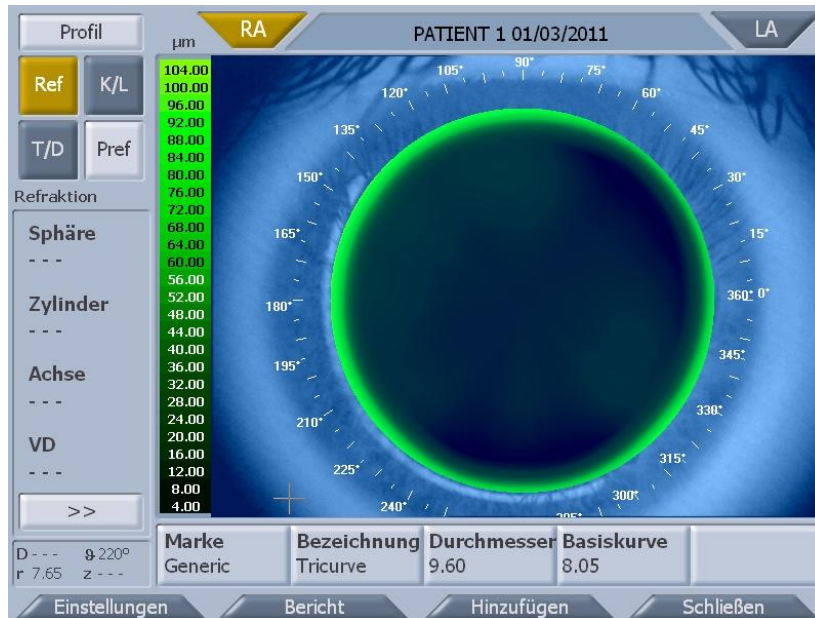 Profil
µm
RA
PATIENT 1 01/03/2011
LA
Ref
K/L
T/D
Pref
Refraktion
Sphäre
- - -
Zylinder
- - -
Achse
- - -
VD
- - -
>>
D - - - ϑ 220°
r 7.65 z - - -
104.00
100.00
96.00
92.00
88.00
84.00
80.00
76.00
72.00
68.00
64.00
60.00
56.00
52.00
48.00
44.00
40.00
36.00
32.00
28.00
24.00
20.00
16.00
12.00
8.00
4.00
105°
90°
75°
120°
60°
135°
45°
150°
30°
165°
15°
180°
360° 0°
195°
345°
210°
330°
225°
315°
240°
300°
Marke
Generic
Bezeichnung
Tricurve
Durchmesser
9.60
Basiskurve
8.05
Einstellungen
Bericht
Hinzufügen
Schließen